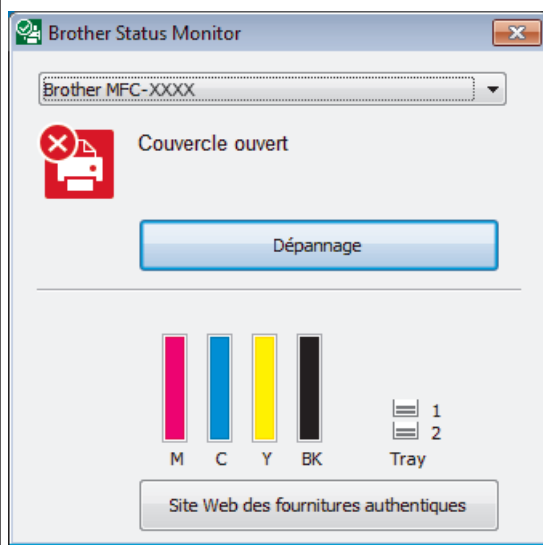 Brother Status Monitor
Brother MFC-XXXX
Couvercle ouvert
Dépannage
1
2
M C Y BK Tray
Site Web des fournitures authentiques